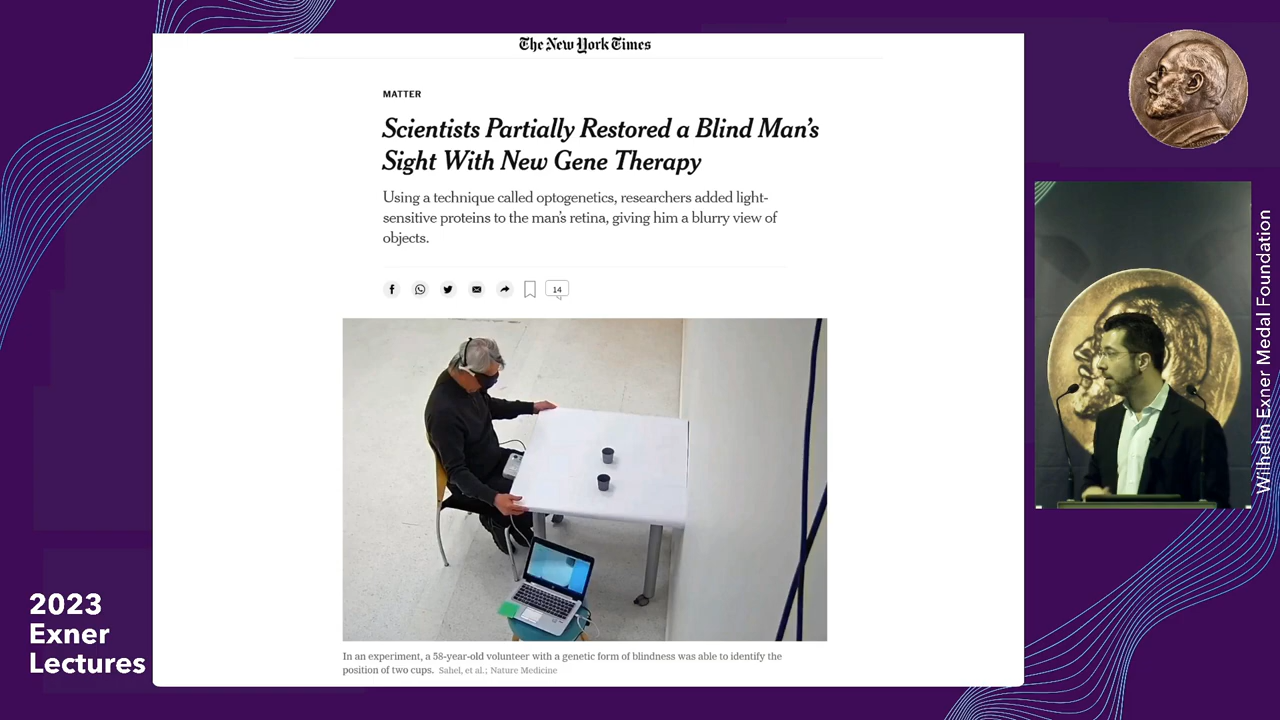 The New York Times
MATTER
Scientists Partially Restored a Blind Man's
Sight With New Gene Therapy
Using a technique called optogenetics, researchers added light-
sensitive proteins to the man's retina, giving him a blurry view of
objects.
14
In an experiment, a 58-year-old volunteer with a genetic form of blindness was able to identify the
position of two cups. Sahel, et al.; Nature Medicine
2023
Exner
Lectures
Wilhelm Exner Medal Foundation